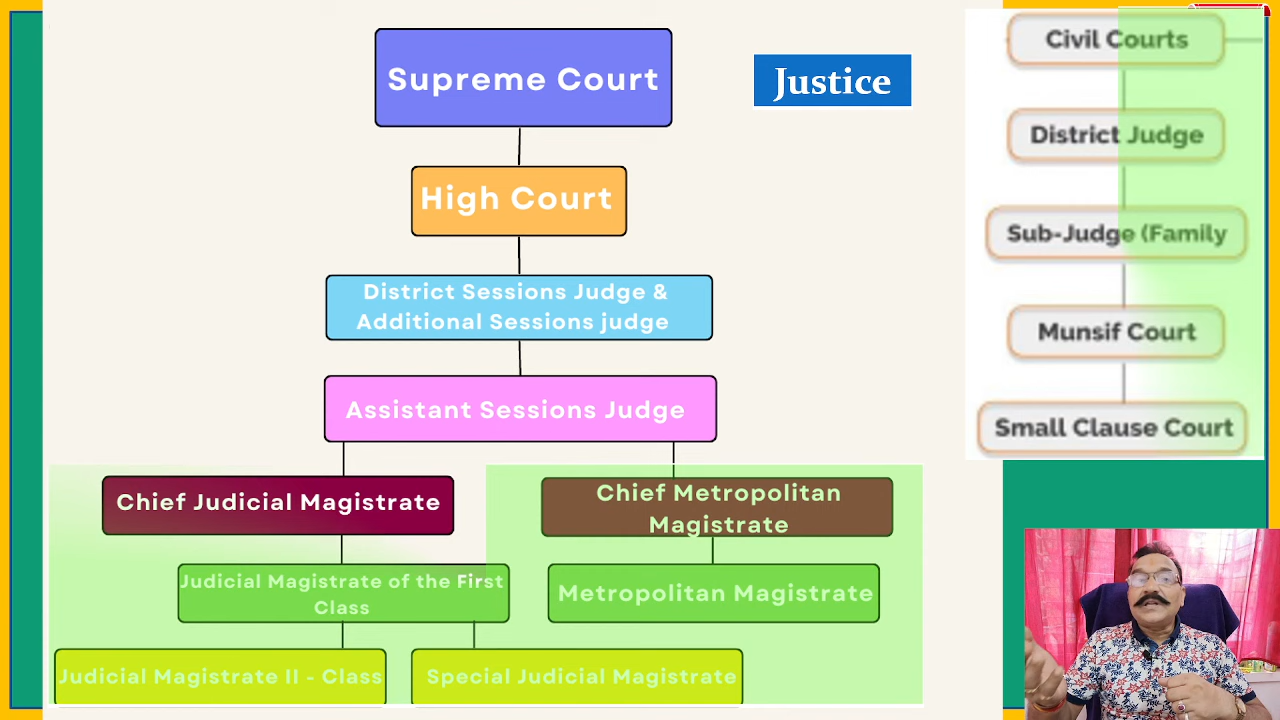 Supreme Court
Justice
High Court
District Sessions Judge &
Additional Sessions judge
Assistant Sessions Judge
Chief Judicial Magistrate
Chief Metropolitan
Magistrate
Judicial Magistrate of the First
Class
Metropolitan Magistrate
Judicial Magistrate II - Class
Special Judicial Magistrate
Civil Courts
District Judge
Sub-Judge (Family
Munsif Court
Small Clause Court